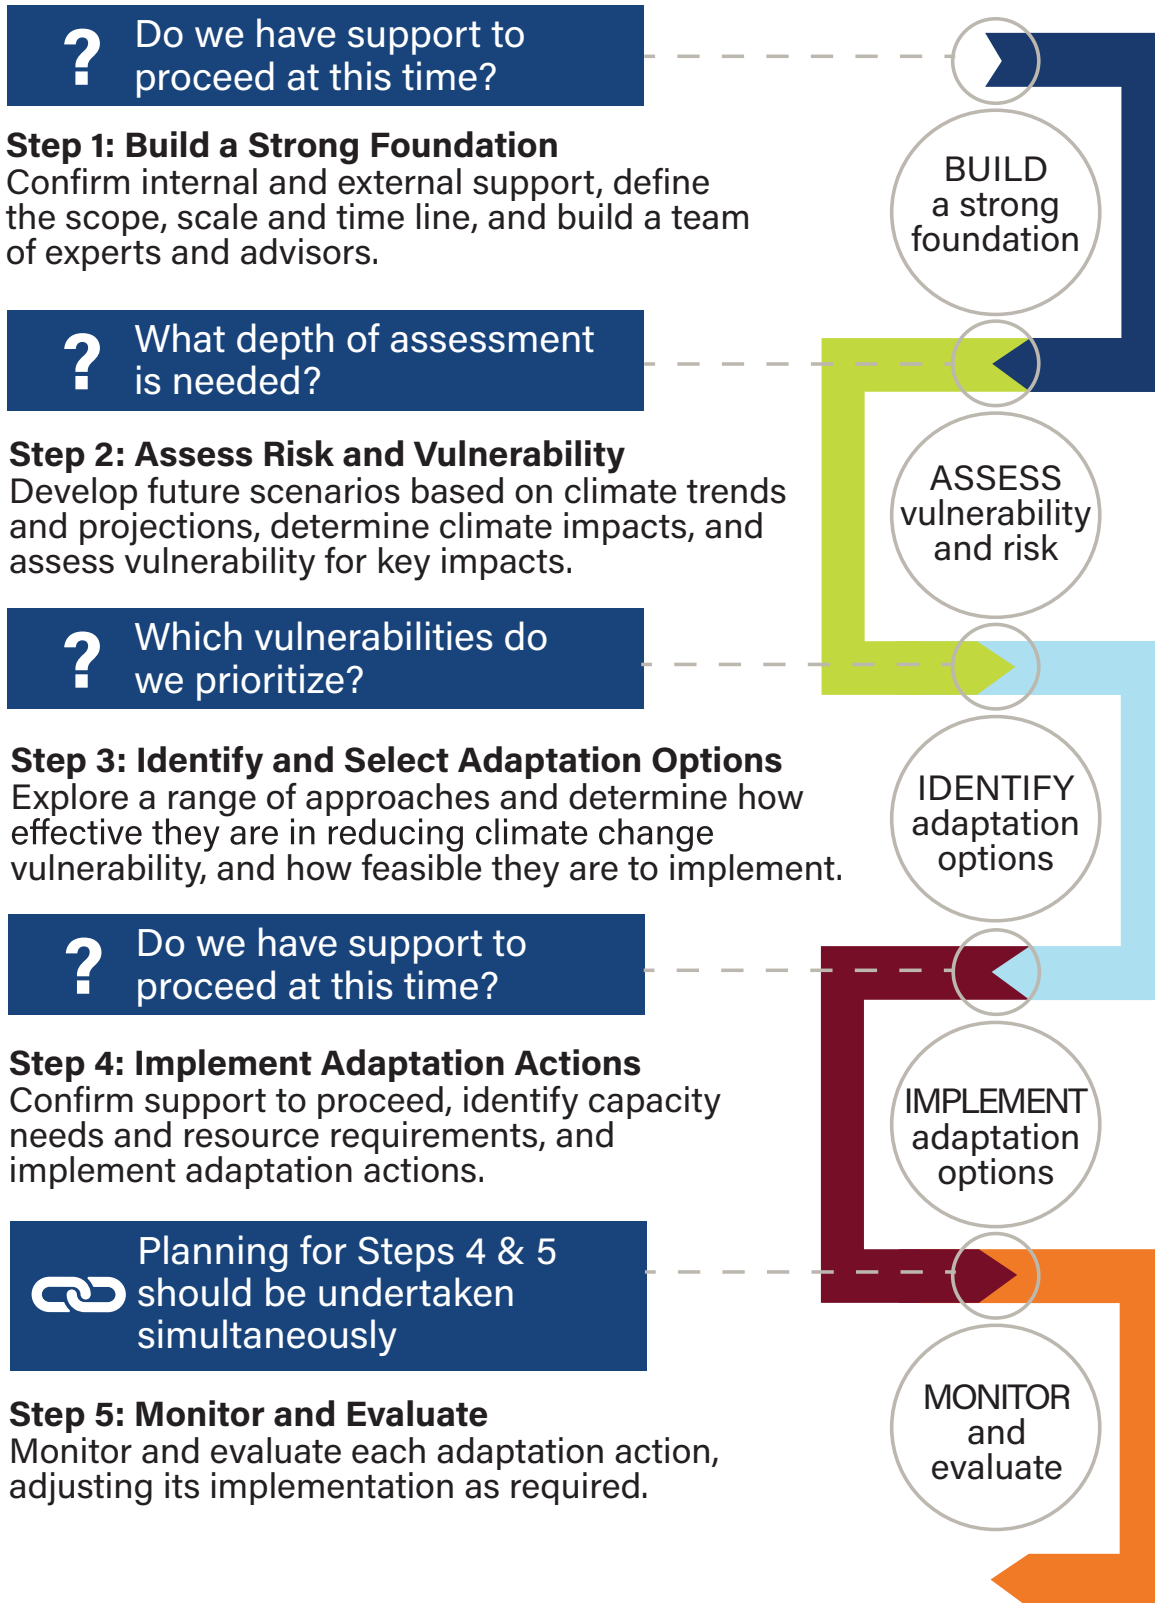 ?
Do we have support to
proceed at this time?
Step 1: Build a Strong Foundation
Confirm internal and external support, define
the scope, scale and time line, and build a team
of experts and advisors.
BUILD
a strong
foundation
?
What depth of assessment
is needed?
Step 2: Assess Risk and Vulnerability
Develop future scenarios based on climate trends
and projections, determine climate impacts, and
assess vulnerability for key impacts.
ASSESS
vulnerability
and risk
?
Which vulnerabilities do
we prioritize?
Step 3: Identify and Select Adaptation Options
Explore a range of approaches and determine how
effective they are in reducing climate change
vulnerability, and how feasible they are to implement.
IDENTIFY
adaptation
options
?
Do we have support to
proceed at this time?
Step 4: Implement Adaptation Actions
Confirm support to proceed, identify capacity
needs and resource requirements, and
implement adaptation actions.
IMPLEMENT
adaptation
options
Planning for Steps 4 & 5
should be undertaken
simultaneously
Step 5: Monitor and Evaluate
Monitor and evaluate each adaptation action,
adjusting its implementation as required.
MONITOR
and
evaluate